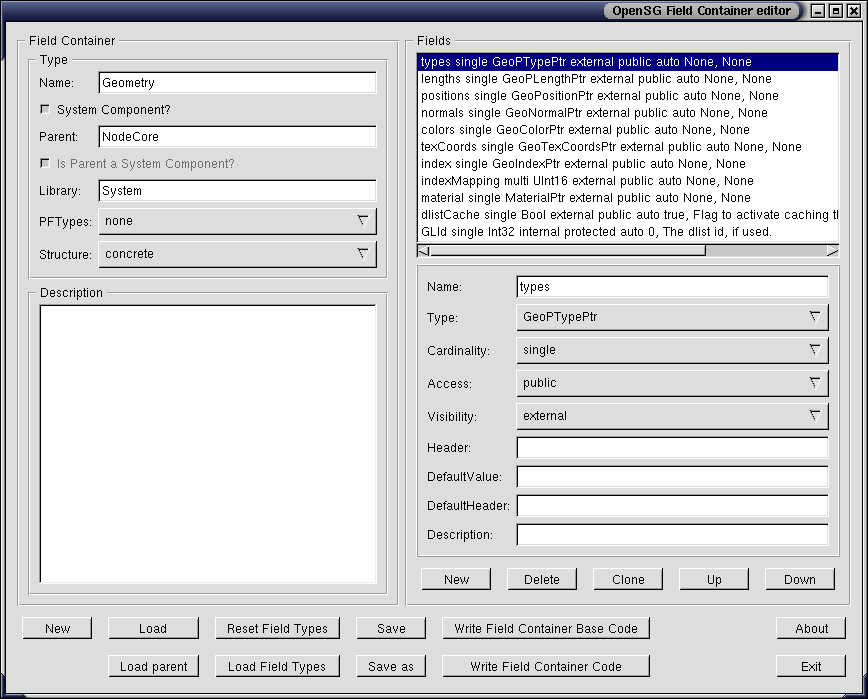 OpenSG Field Container editor
Field Container
Type
Name: Geometry
System Component?
Parent: NodeCore
Is Parent a System Component?
Library: System
PFTypes: none
Structure: concrete
Description
Fields
types single GeoPTypePtr external public auto None, None
lengths single GeoPLengthPtr external public auto None, None
positions single GeoPositionPtr external public auto None, None
normals single GeoNormalPtr external public auto None, None
colors single GeoColorPtr external public auto None, None
texCoords single GeoTexCoordsPtr external public auto None, None
index single GeoIndexPtr external public auto None, None
indexMapping multi UInt16 external public auto None, None
material single MaterialPtr external public auto None, None
dlistCache single Bool external public auto true, Flag to activate caching tl
GLId single Int32 internal protected auto 0, The dlist id, if used.
Name: types
Type: GeoPTypePtr
Cardinality: single
Access: public
Visibility: external
Header:
DefaultValue:
DefaultHeader:
Description:
New Delete Clone Up Down
New Load Reset Field Types Save Write Field Container Base Code About
Load parent Load Field Types Save as Write Field Container Code Exit